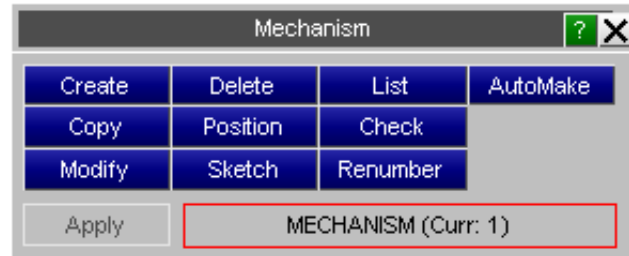 Mechanism ? X
Create Delete List AutoMake
Copy Position Check
Modify Sketch Renumber
Apply MECHANISM (Curr: 1)